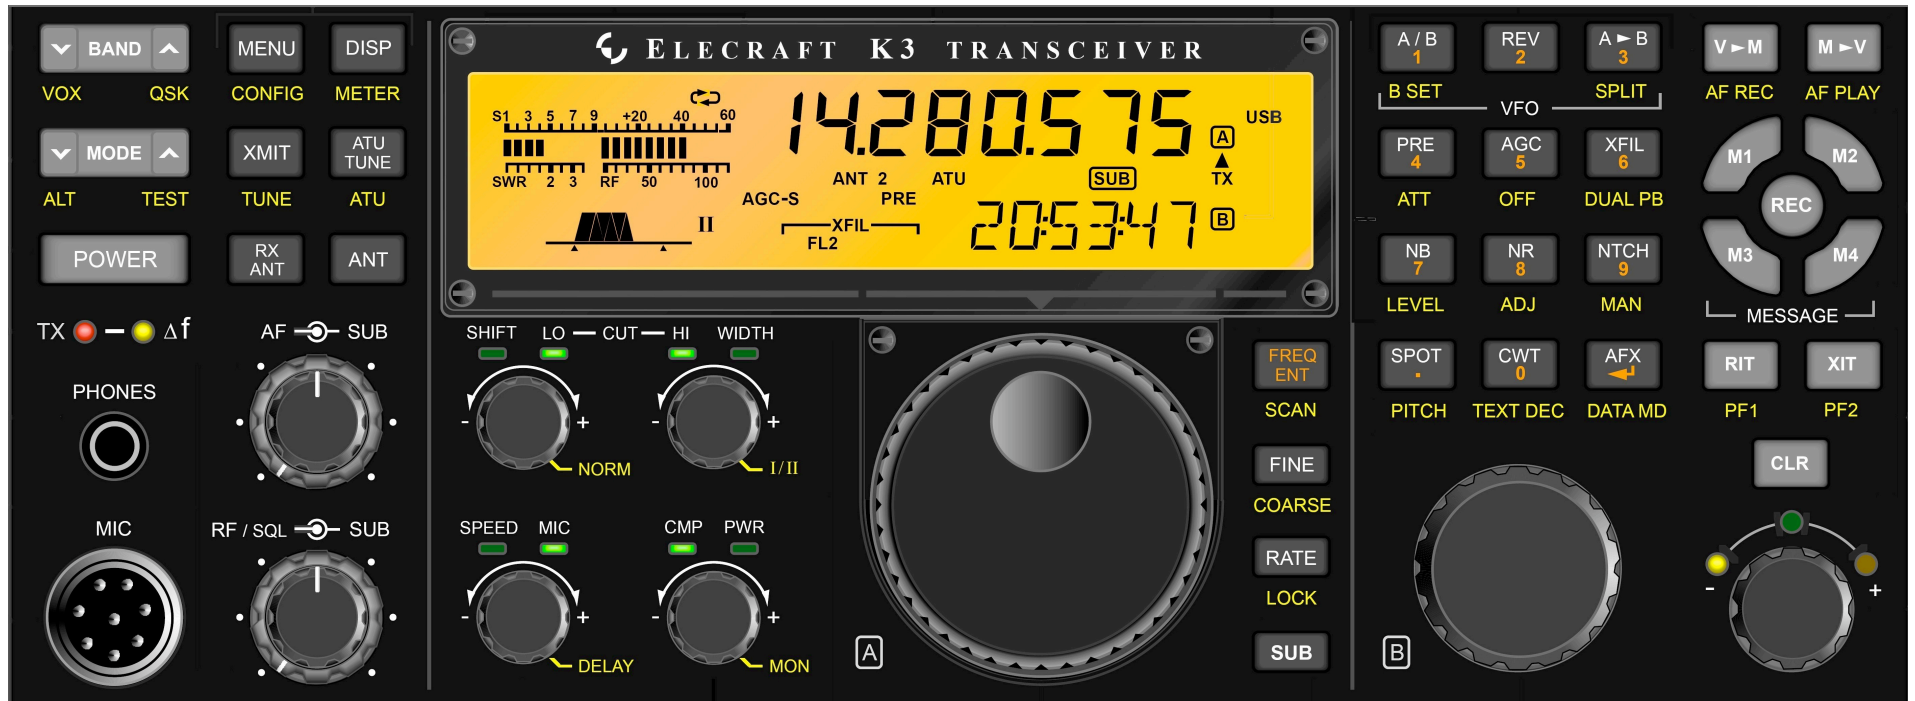 BAND
VOX QSK
MENU DISP
CONFIG METER
MODE
ALT TEST
XMIT ATU TUNE
TUNE ATU
POWER
RX ANT ANT
TX Δf
PHONES
MIC
AF SUB
RF / SQL SUB
ELECRAFT K3 TRANSCEIVER
S1 3 5 7 9 +20 40 60
SWR 2 3 RF 50 100
14.280.575
USB
A
TX
ANT 2 ATU SUB
AGC-S PRE
II
XFIL
FL2
20:53:47 B
SHIFT LO CUT HI WIDTH
- + - +
NORM I/II
SPEED MIC CMP PWR
- + - +
DELAY MON
A
FREQ ENT
SCAN
FINE
COARSE
RATE
LOCK
SUB
A / B REV A►B
1 2 3
B SET SPLIT
VFO
PRE AGC XFIL
4 5 6
ATT OFF DUAL PB
NB NR NTCH
7 8 9
LEVEL ADJ MAN
SPOT CWT AFX
. 0
PITCH TEXT DEC DATA MD
B
V►M M►V
AF REC AF PLAY
M1 M2
REC
M3 M4
MESSAGE
RIT XIT
PF1 PF2
CLR
- +